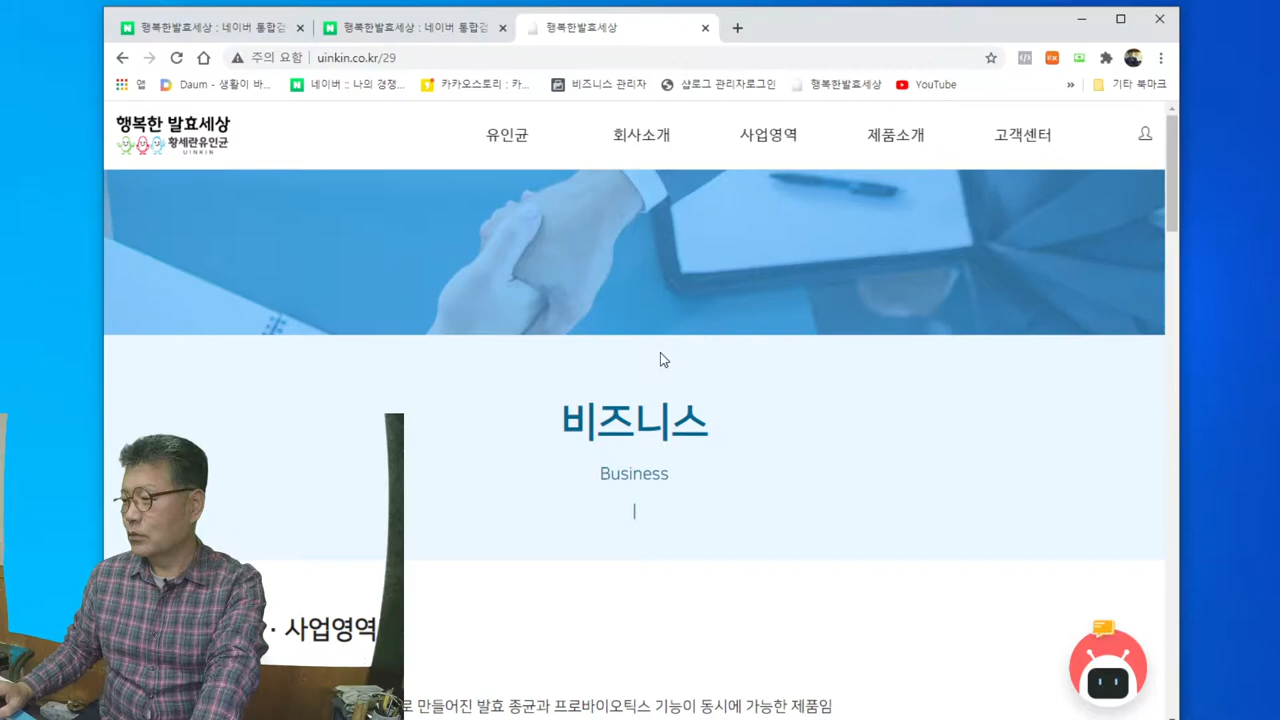 행복한발효세상 : 네이버 통합검
행복한발효세상 : 네이버 통합검
행복한발효세상
주의 요함
uinkin.co.kr/29
앱
Daum - 생활이 바...
네이버 :: 나의 경쟁...
카카오스토리 : 카...
비즈니스 관리자
샵로그 관리자로그인
행복한발효세상
YouTube
»
기타 북마크
행복한 발효세상
황세란유인균
UINKIN
유인균
회사소개
사업영역
제품소개
고객센터
비즈니스
Business
· 사업영역
로 만들어진 발효 종균과 프로바이오틱스 기능이 동시에 가능한 제품임